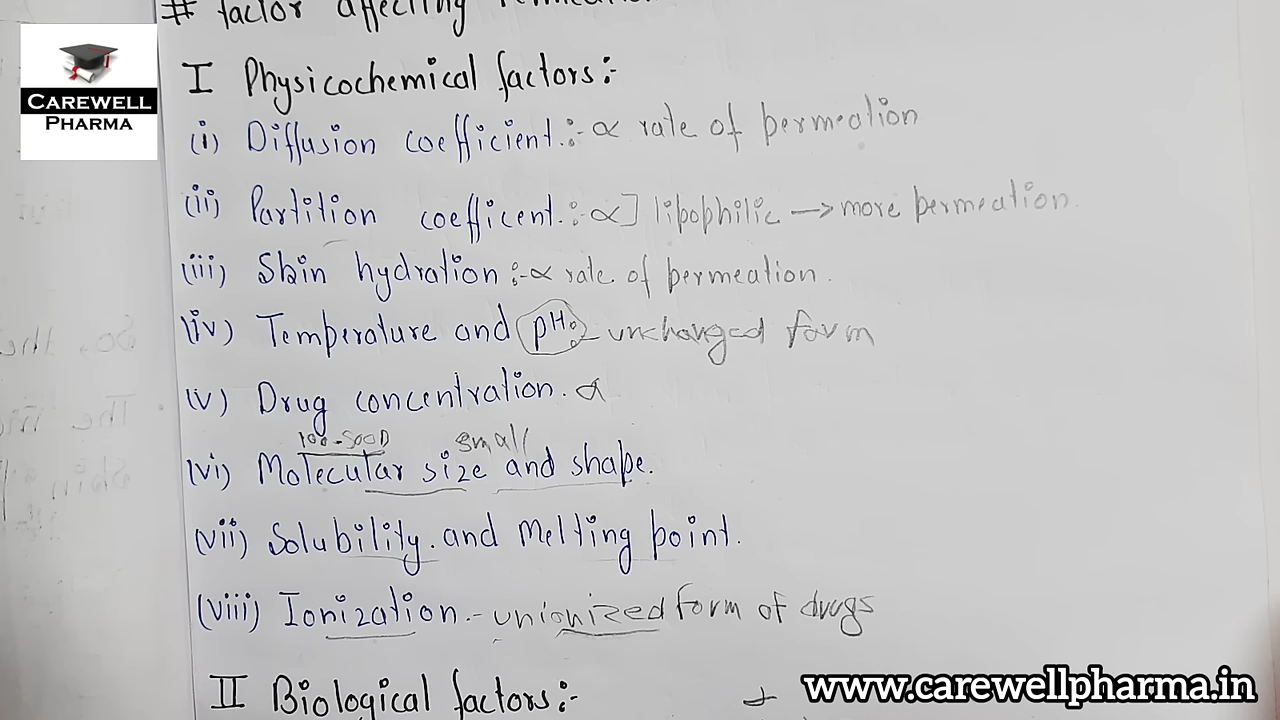 # factor affecting
CAREWELL
PHARMA
I Physicochemical factors:-
(i) Diffusion coefficient.:- ∝ rate of permeation
(ii) Partition coefficent.:- ∝] lipophilic → more permeation.
(iii) Skin hydration:- ∝ rate of permeation.
(iv) Temperature and pH:- unchanged form
(v) Drug concentration. ∝
100-500D small
(vi) Molecular size and shape.
(vii) Solubility. and Melting point.
(viii) Ionization.- unionized form of drugs
II Biological factors:-
www.carewellpharma.in